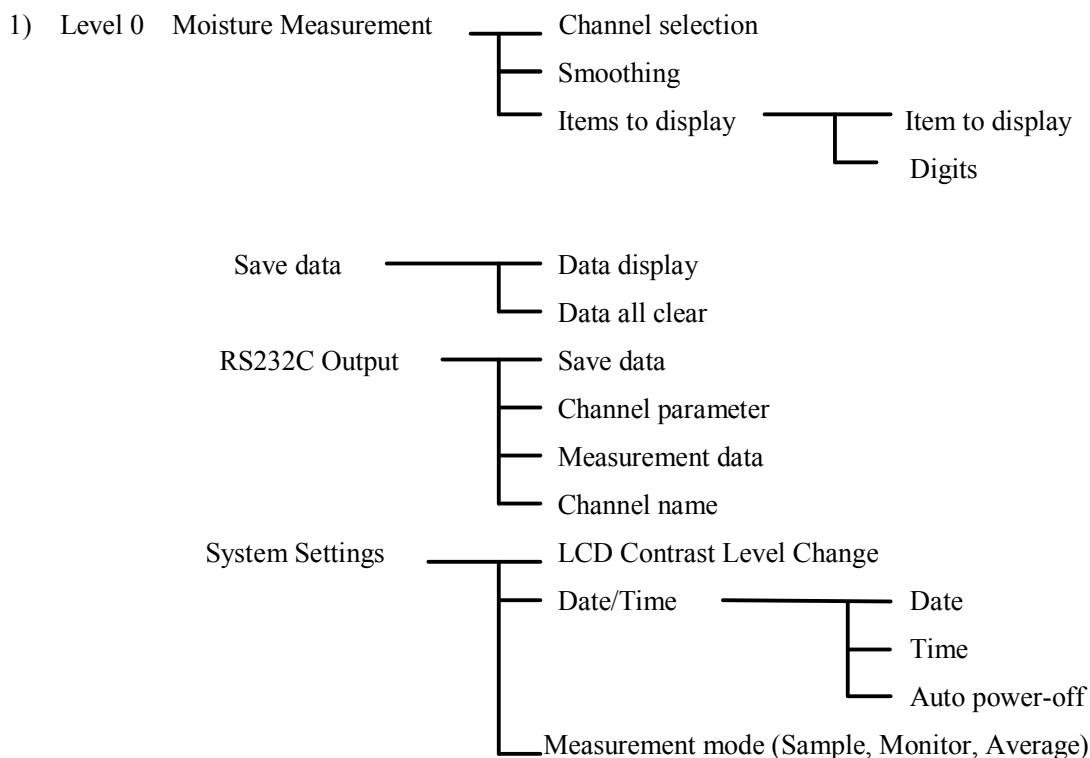 1) Level 0 Moisture Measurement Channel selection
Smoothing
Items to display Item to display
Digits
Save data Data display
Data all clear
RS232C Output Save data
Channel parameter
Measurement data
Channel name
System Settings LCD Contrast Level Change
Date/Time Date
Time
Auto power-off
Measurement mode (Sample, Monitor, Average)